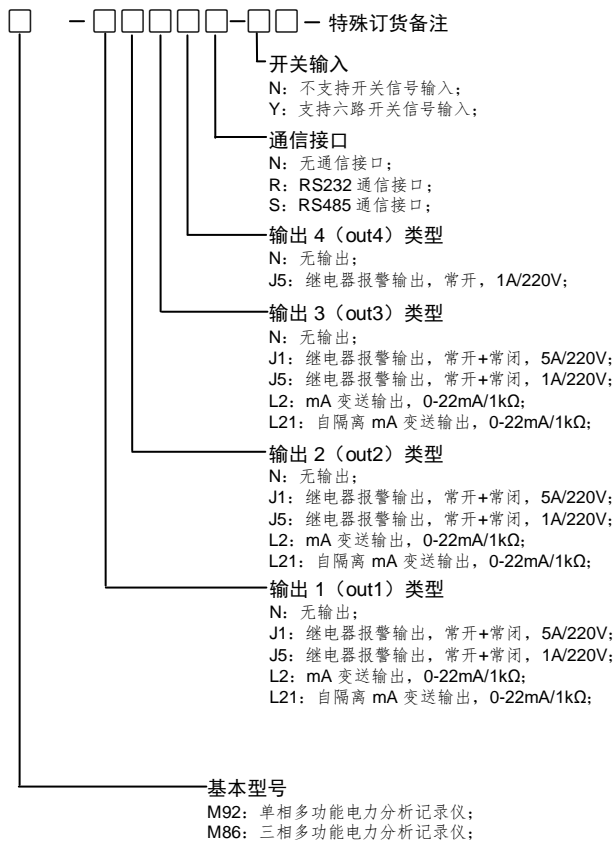 □ －□□□□□－□□－特殊订货备注
开关输入
N：不支持开关信号输入；
Y：支持六路开关信号输入；
通信接口
N：无通信接口；
R：RS232 通信接口；
S：RS485 通信接口；
输出 4（out4）类型
N：无输出；
J5：继电器报警输出，常开，1A/220V；
输出 3（out3）类型
N：无输出；
J1：继电器报警输出，常开+常闭，5A/220V；
J5：继电器报警输出，常开+常闭，1A/220V；
L2：mA 变送输出，0-22mA/1kΩ；
L21：自隔离 mA 变送输出，0-22mA/1kΩ；
输出 2（out2）类型
N：无输出；
J1：继电器报警输出，常开+常闭，5A/220V；
J5：继电器报警输出，常开+常闭，1A/220V；
L2：mA 变送输出，0-22mA/1kΩ；
L21：自隔离 mA 变送输出，0-22mA/1kΩ；
输出 1（out1）类型
N：无输出；
J1：继电器报警输出，常开+常闭，5A/220V；
J5：继电器报警输出，常开+常闭，1A/220V；
L2：mA 变送输出，0-22mA/1kΩ；
L21：自隔离 mA 变送输出，0-22mA/1kΩ；
基本型号
M92：单相多功能电力分析记录仪；
M86：三相多功能电力分析记录仪；